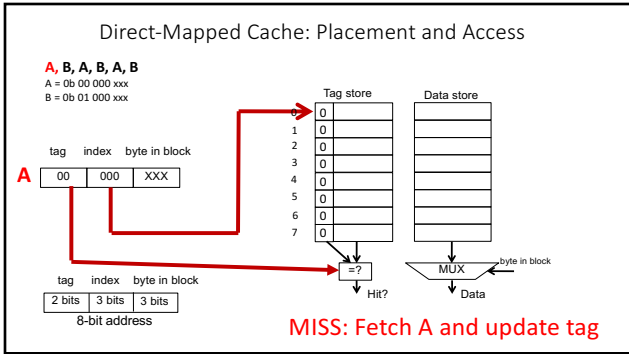 Direct-Mapped Cache: Placement and Access
A, B, A, B, A, B
A = 0b 00 000 xxx
B = 0b 01 000 xxx
Tag store Data store
0 0
1 0
2 0
3 0
4 0
5 0
6 0
7 0
tag index byte in block
A 00 000 XXX
=? MUX byte in block
Hit? Data
tag index byte in block
2 bits 3 bits 3 bits
8-bit address
MISS: Fetch A and update tag